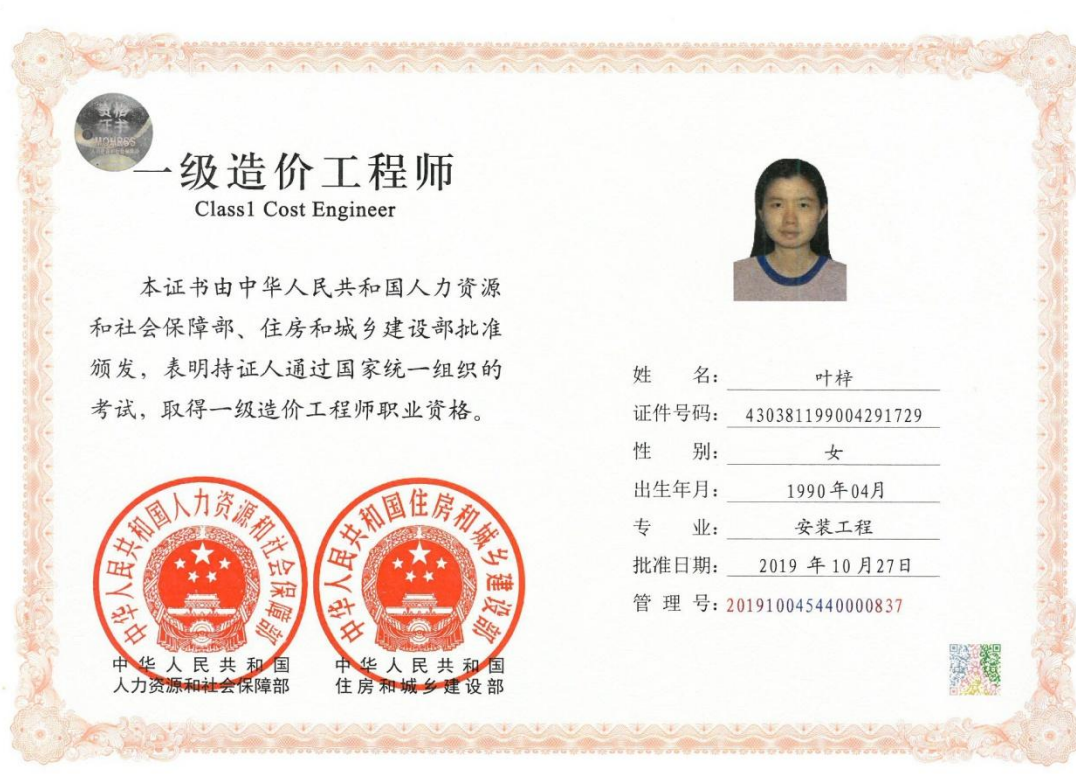 资格
证书
MOHRSS
一级造价工程师
Class1 Cost Engineer
本证书由中华人民共和国人力资源
和社会保障部、住房和城乡建设部批准
颁发，表明持证人通过国家统一组织的
考试，取得一级造价工程师职业资格。
中华人民共和国人力资源和社会保障部
中华人民共和国住房和城乡建设部
中华人民共和国
人力资源和社会保障部
中华人民共和国
住房和城乡建设部
姓 名：叶梓
证件号码：430381199004291729
性 别：女
出生年月：1990年04月
专 业：安装工程
批准日期：2019 年 10 月27日
管 理 号：201910045440000837